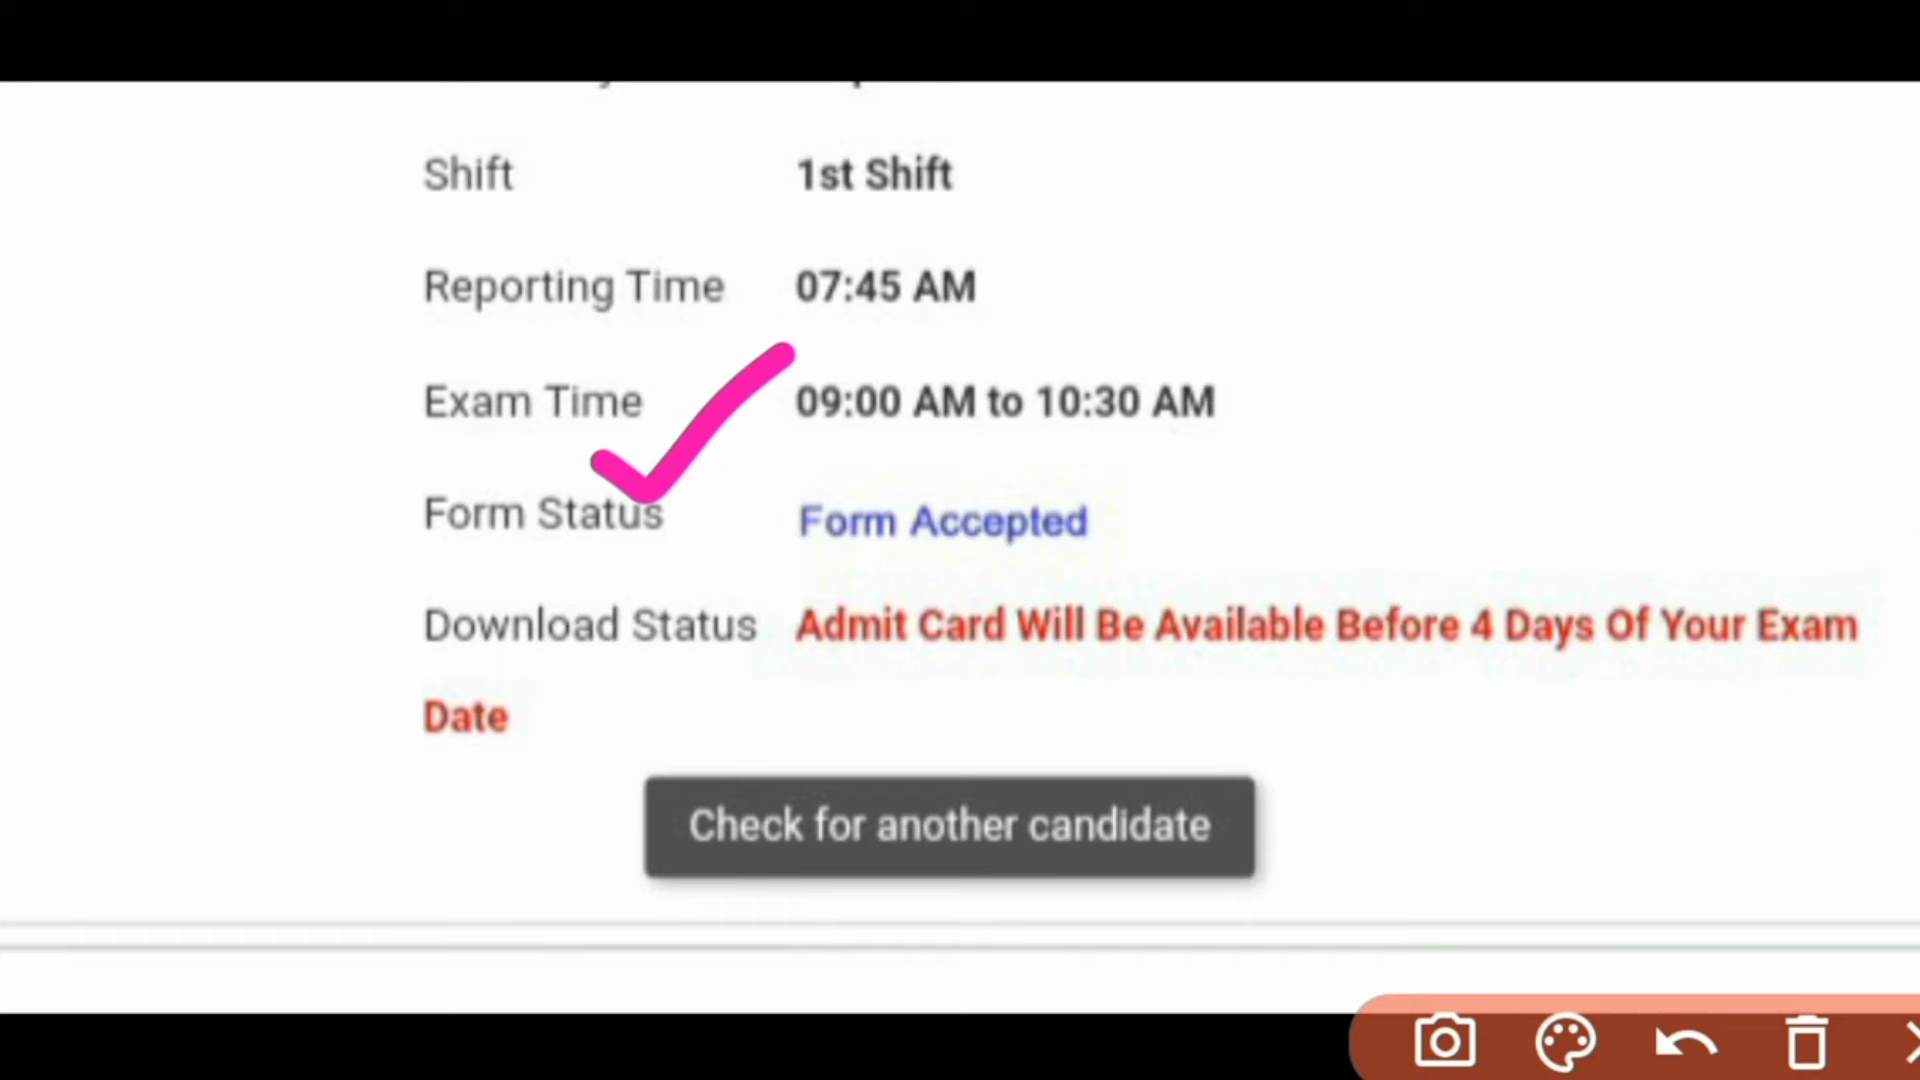 Shift 1st Shift
Reporting Time 07:45 AM
Exam Time 09:00 AM to 10:30 AM
Form Status Form Accepted
Download Status Admit Card Will Be Available Before 4 Days Of Your Exam
Date
Check for another candidate